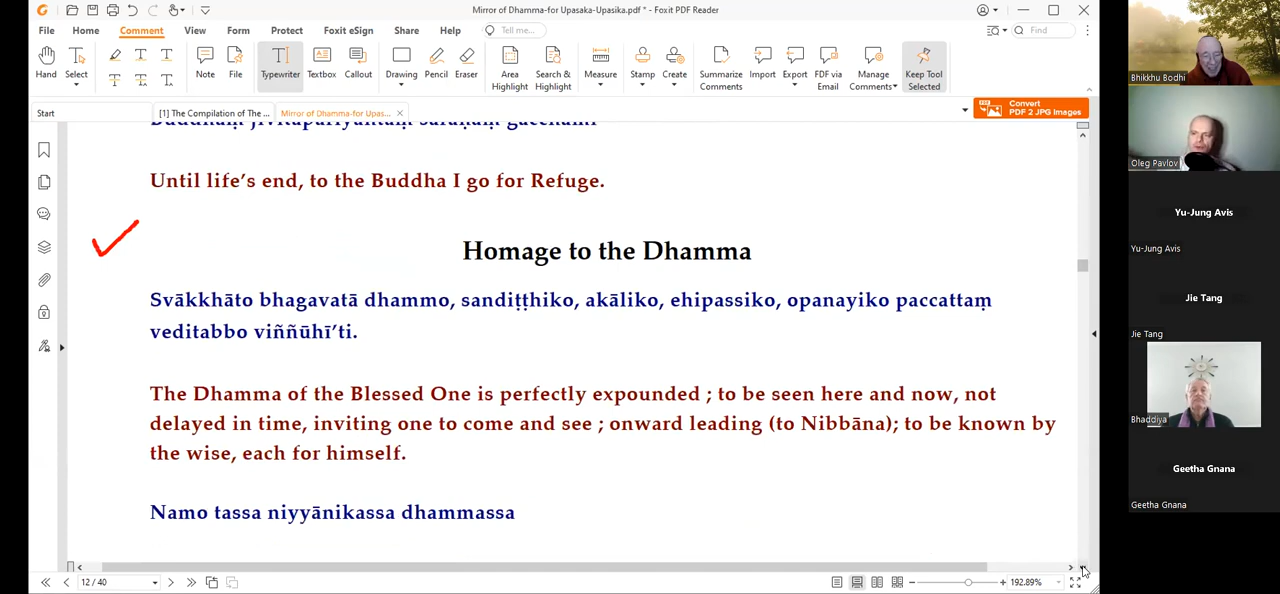 Mirror of Dhamma-for Upasaka-Upasika.pdf * - Foxit PDF Reader
File Home Comment View Form Protect Foxit eSign Share Help Tell me... Find
Hand Select Note File Typewriter Textbox Callout Drawing Pencil Eraser Area Highlight Search & Highlight Measure Stamp Create Summarize Comments Import Export FDF via Email Manage Comments Keep Tool Selected
Start [1] The Compilation of The ... Mirror of Dhamma-for Upas... Convert PDF 2 JPG Images
Buddhaṃ jīvitapariyantaṃ saraṇaṃ gacchāmi
Until life's end, to the Buddha I go for Refuge.
Homage to the Dhamma
Svākkhāto bhagavatā dhammo, sandiṭṭhiko, akāliko, ehipassiko, opanayiko paccattaṃ
veditabbo viññūhī'ti.
The Dhamma of the Blessed One is perfectly expounded ; to be seen here and now, not
delayed in time, inviting one to come and see ; onward leading (to Nibbāna); to be known by
the wise, each for himself.
Namo tassa niyyānikassa dhammassa
12 / 40 192.89%
Bhikkhu Bodhi
Oleg Pavlov
Yu-Jung Avis
Yu-Jung Avis
Jie Tang
Jie Tang
Bhaddiya
Geetha Gnana
Geetha Gnana